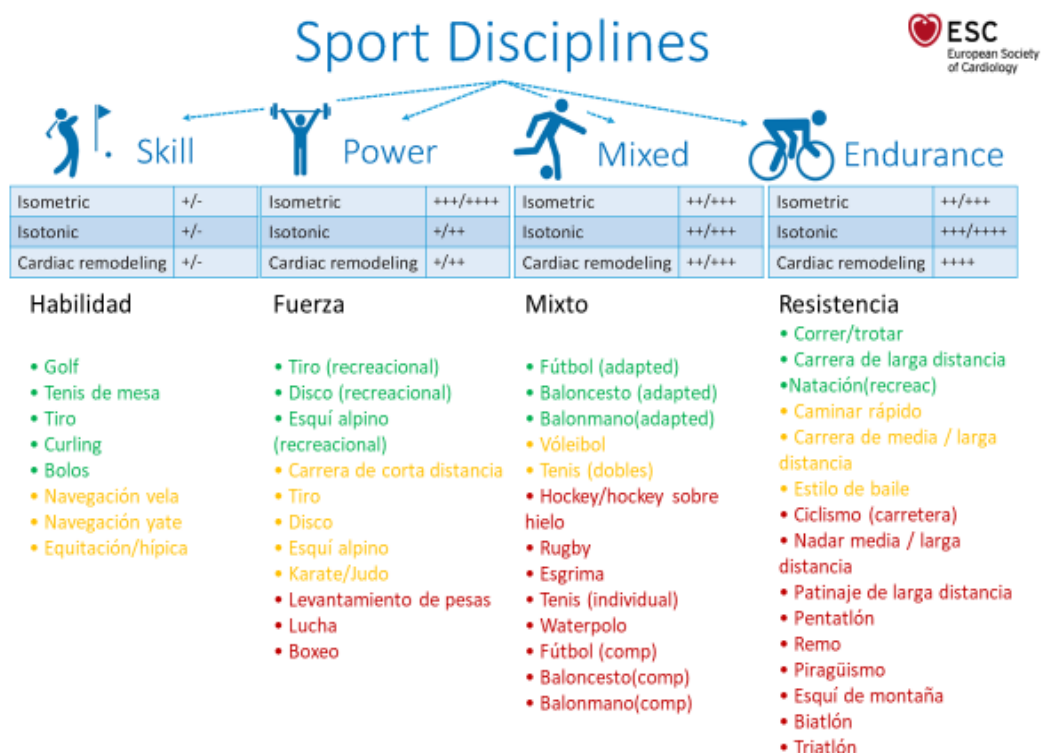 Sport Disciplines
ESC
European Society
of Cardiology
Skill
Power
Mixed
Endurance
Isometric +/-
Isotonic +/-
Cardiac remodeling +/-
Isometric +++/++++
Isotonic +/++
Cardiac remodeling +/++
Isometric ++/+++
Isotonic ++/+++
Cardiac remodeling ++/+++
Isometric ++/+++
Isotonic +++/++++
Cardiac remodeling ++++
Habilidad
• Golf
• Tenis de mesa
• Tiro
• Curling
• Bolos
• Navegación vela
• Navegación yate
• Equitación/hípica
Fuerza
• Tiro (recreacional)
• Disco (recreacional)
• Esquí alpino
(recreacional)
• Carrera de corta distancia
• Tiro
• Disco
• Esquí alpino
• Karate/Judo
• Levantamiento de pesas
• Lucha
• Boxeo
Mixto
• Fútbol (adapted)
• Baloncesto (adapted)
• Balonmano(adapted)
• Vóleibol
• Tenis (dobles)
• Hockey/hockey sobre
hielo
• Rugby
• Esgrima
• Tenis (individual)
• Waterpolo
• Fútbol (comp)
• Baloncesto(comp)
• Balonmano(comp)
Resistencia
• Correr/trotar
• Carrera de larga distancia
•Natación(recreac)
• Caminar rápido
• Carrera de media / larga
distancia
• Estilo de baile
• Ciclismo (carretera)
• Nadar media / larga
distancia
• Patinaje de larga distancia
• Pentatlón
• Remo
• Piragüismo
• Esquí de montaña
• Biatlón
• Triatlón